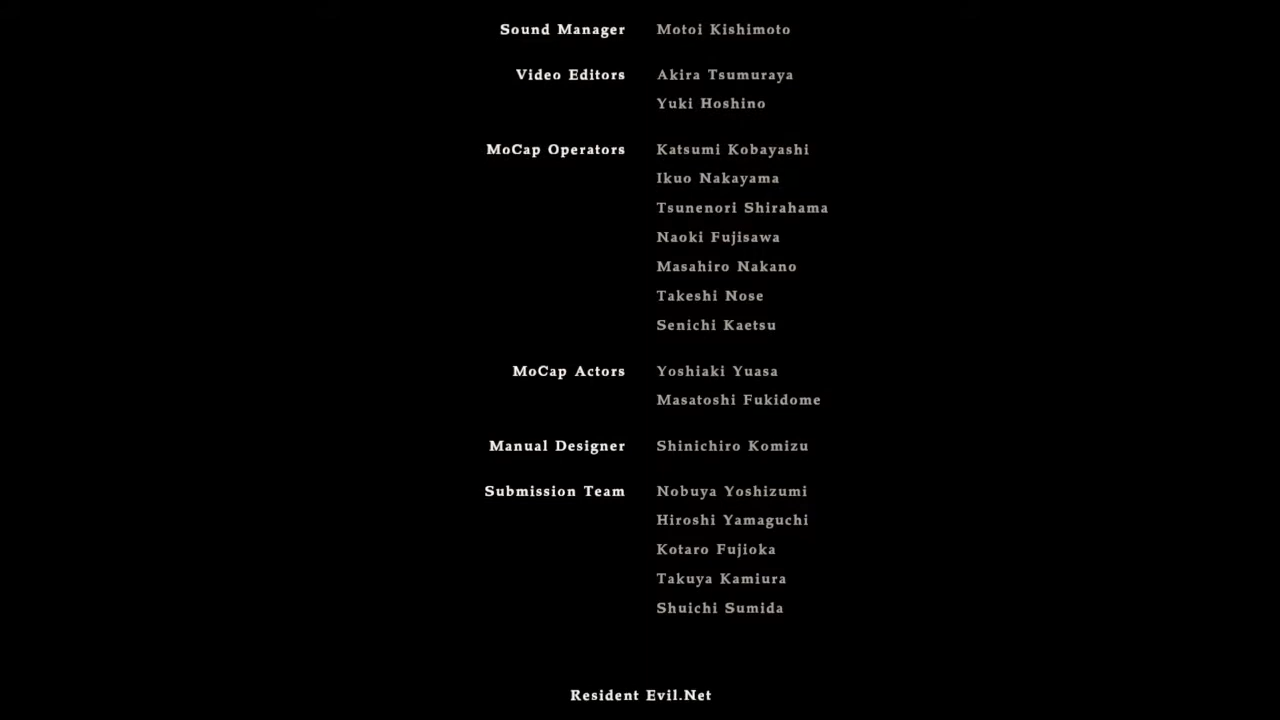 Sound Manager Motoi Kishimoto
Video Editors Akira Tsumuraya
Yuki Hoshino
MoCap Operators Katsumi Kobayashi
Ikuo Nakayama
Tsunenori Shirahama
Naoki Fujisawa
Masahiro Nakano
Takeshi Nose
Senichi Kaetsu
MoCap Actors Yoshiaki Yuasa
Masatoshi Fukidome
Manual Designer Shinichiro Komizu
Submission Team Nobuya Yoshizumi
Hiroshi Yamaguchi
Kotaro Fujioka
Takuya Kamiura
Shuichi Sumida
Resident Evil.Net